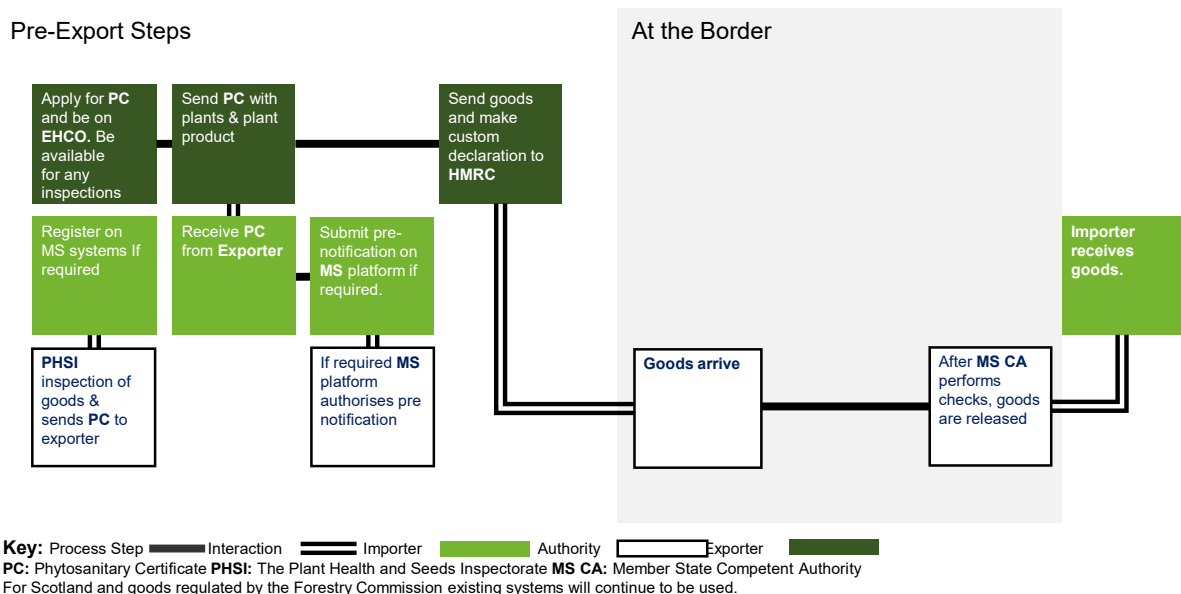 Pre-Export Steps
At the Border
Apply for PC
and be on
EHCO. Be
available
for any
inspections
Send PC with
plants & plant
product
Send goods
and make
custom
declaration to
HMRC
Register on
MS systems If
required
Receive PC
from Exporter
Submit pre-
notification on
MS platform if
required.
Importer
receives
goods.
PHSI
inspection of
goods &
sends PC to
exporter
If required MS
platform
authorises pre
notification
Goods arrive
After MS CA
performs
checks, goods
are released
Key: Process Step Interaction Importer Authority Exporter
PC: Phytosanitary Certificate PHSI: The Plant Health and Seeds Inspectorate MS CA: Member State Competent Authority
For Scotland and goods regulated by the Forestry Commission existing systems will continue to be used.